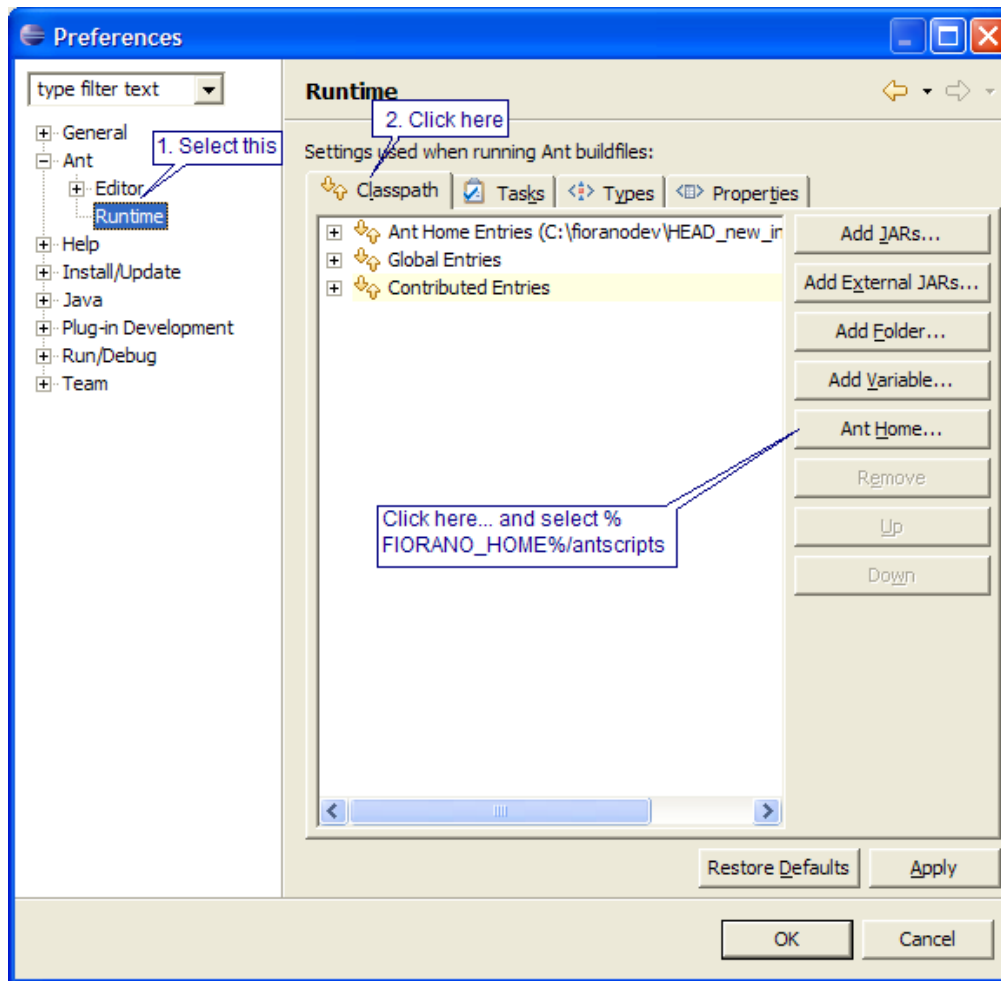 Preferences
type filter text
General
Ant
Editor
Runtime
Help
Install/Update
Java
Plug-in Development
Run/Debug
Team
1. Select this
Runtime
2. Click here
Settings used when running Ant buildfiles:
Classpath Tasks Types Properties
Ant Home Entries (C:\fioranodev\HEAD_new_in
Global Entries
Contributed Entries
Add JARs...
Add External JARs...
Add Folder...
Add Variable...
Ant Home...
Remove
Up
Down
Click here... and select %
FIORANO_HOME%/antscripts
Restore Defaults Apply
OK Cancel